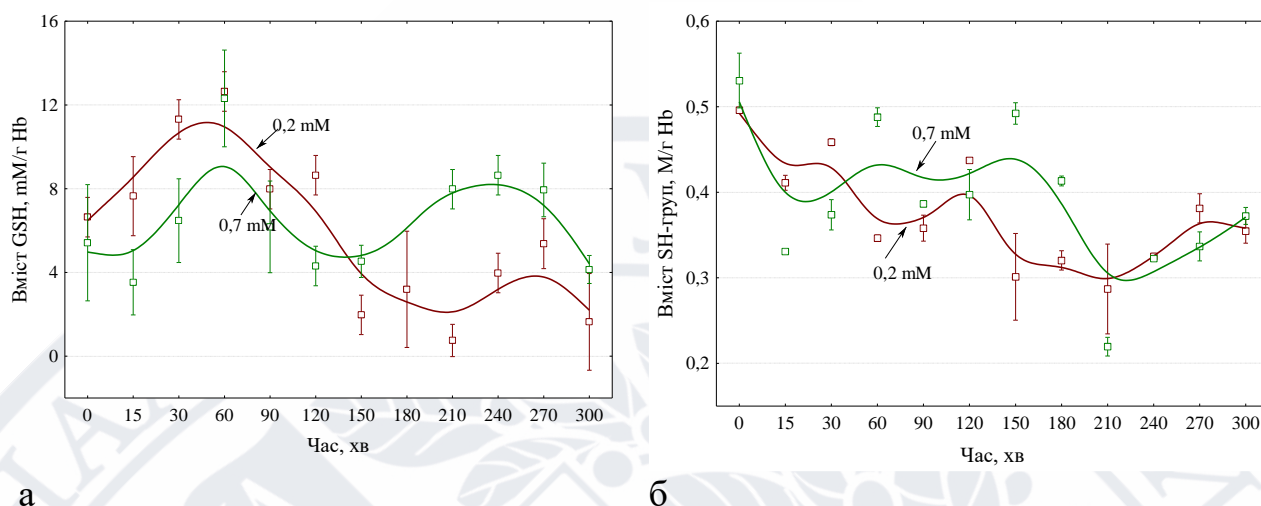 Вміст GSH, mM/г Hb
16
12
8
4
0
0,2 mM
0,7 mM
0 15 30 60 90 120 150 180 210 240 270 300
Час, хв
а
Вміст SH-груп, M/г Hb
0,6
0,5
0,4
0,3
0,2
0,7 mM
0,2 mM
0 15 30 60 90 120 150 180 210 240 270 300
Час, хв
б